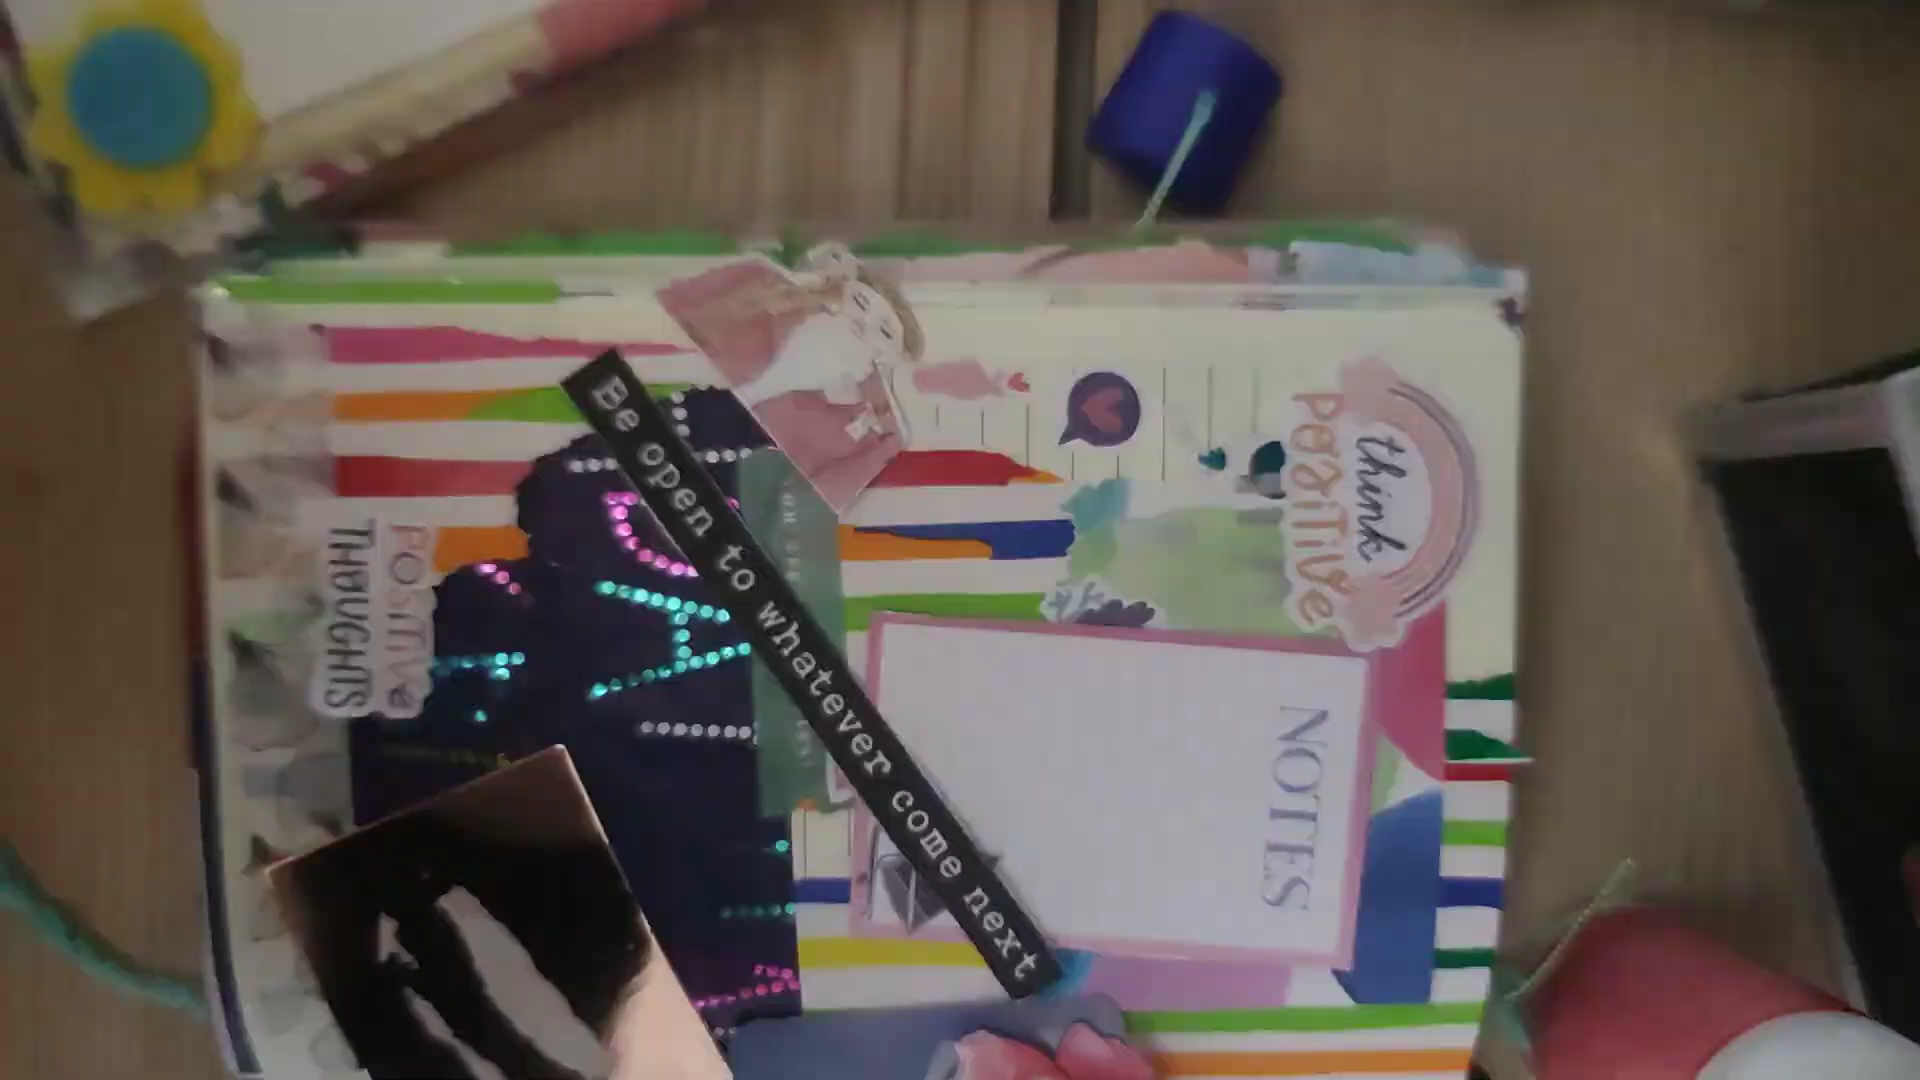 Be open to whatever come next
think
POSITIVE
POSITIVE
THOUGHTS
NOTES